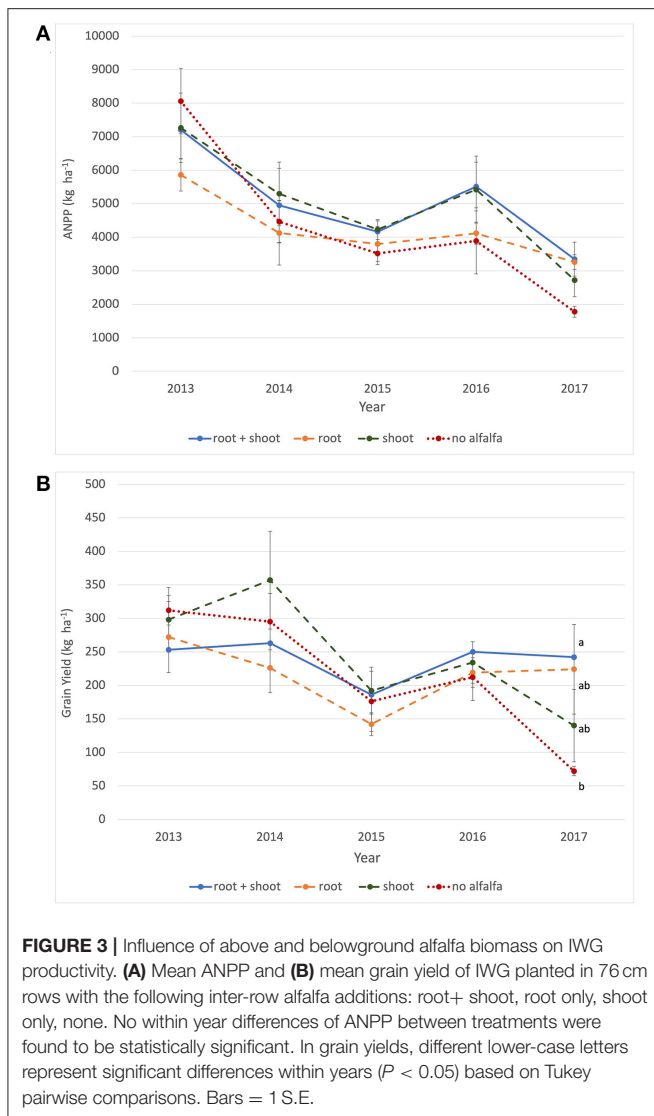 A
10000
9000
8000
7000
6000
5000
4000
3000
2000
1000
0
ANPP (kg ha-1)
2013 2014 2015 2016 2017
Year
root + shoot root shoot no alfalfa
B
500
450
400
350
300
250
200
150
100
50
0
Grain Yield (kg ha-1)
a
ab
ab
b
2013 2014 2015 2016 2017
Year
root + shoot root shoot no alfalfa
FIGURE 3 | Influence of above and belowground alfalfa biomass on IWG
productivity. (A) Mean ANPP and (B) mean grain yield of IWG planted in 76 cm
rows with the following inter-row alfalfa additions: root+ shoot, root only, shoot
only, none. No within year differences of ANPP between treatments were
found to be statistically significant. In grain yields, different lower-case letters
represent significant differences within years (P < 0.05) based on Tukey
pairwise comparisons. Bars = 1 S.E.